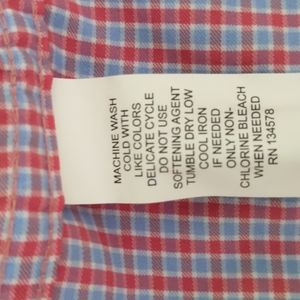 MACHINE WASH
COLD WITH
LIKE COLORS
DELICATE CYCLE
DO NOT USE
SOFTENING AGENT
TUMBLE DRY LOW
COOL IRON
IF NEEDED
ONLY NON-
CHLORINE BLEACH
WHEN NEEDED
RN 134578